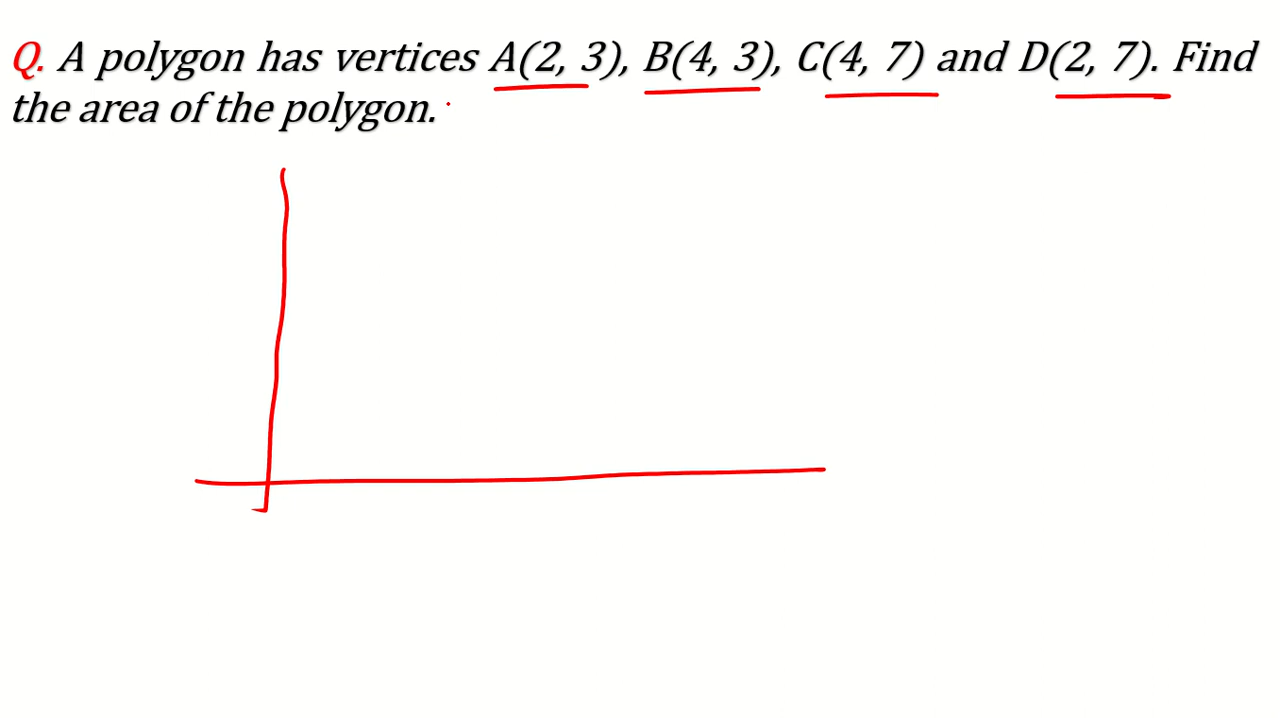 Q. A polygon has vertices A(2, 3), B(4, 3), C(4, 7) and D(2, 7). Find
the area of the polygon.